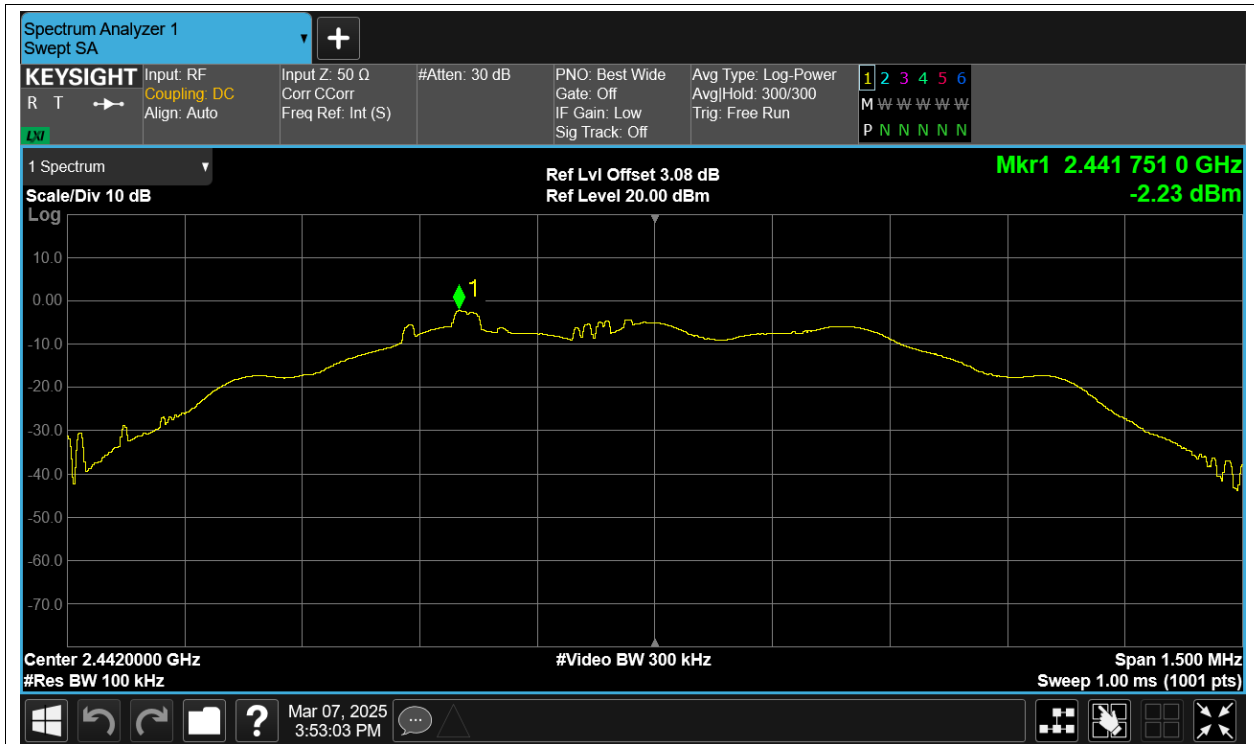 Spectrum Analyzer 1
Swept SA
+
KEYSIGHT
R T
LXI
Input: RF
Coupling: DC
Align: Auto
Input Z: 50 Ω
Corr CCorr
Freq Ref: Int (S)
#Atten: 30 dB
PNO: Best Wide
Gate: Off
IF Gain: Low
Sig Track: Off
Avg Type: Log-Power
Avg|Hold: 300/300
Trig: Free Run
1 2 3 4 5 6
M W W W W W
P N N N N N
1 Spectrum
Scale/Div 10 dB
Log
Ref Lvl Offset 3.08 dB
Ref Level 20.00 dBm
Mkr1 2.441 751 0 GHz
-2.23 dBm
10.0
0.00
-10.0
-20.0
-30.0
-40.0
-50.0
-60.0
-70.0
1
Center 2.4420000 GHz
#Res BW 100 kHz
#Video BW 300 kHz
Span 1.500 MHz
Sweep 1.00 ms (1001 pts)
?
Mar 07, 2025
3:53:03 PM